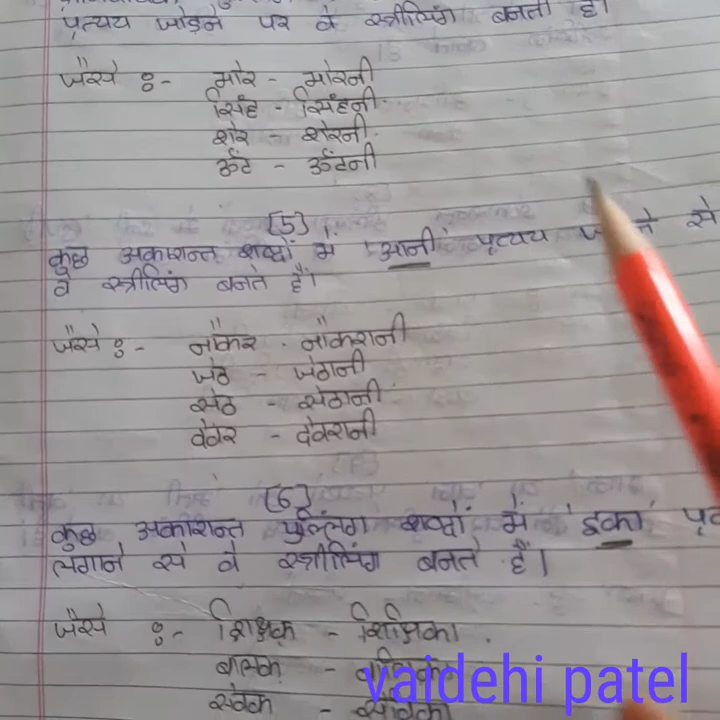 प्रत्यय जोड़ने पर वे स्त्रीलिंग बनती है।
जैसे :- मोर - मोरनी
सिंह - सिंहनी
शेर - शेरनी
ऊँट - ऊँटनी
[5]
कुछ अकारान्त शब्दों में 'आनी' प्रत्यय से
वे स्त्रीलिंग बनते हैं।
जैसे :- नौकर - नौकरानी
जेठ - जेठानी
सेठ - सेठानी
देवर - देवरानी
[6]
कुछ अकारान्त पुल्लिंग शब्दों में 'इका'
लगाने से वे स्त्रीलिंग बनते हैं।
जैसे :- शिक्षक - शिक्षिका
बालक -
सेवक - सेविका
vaidehi patel